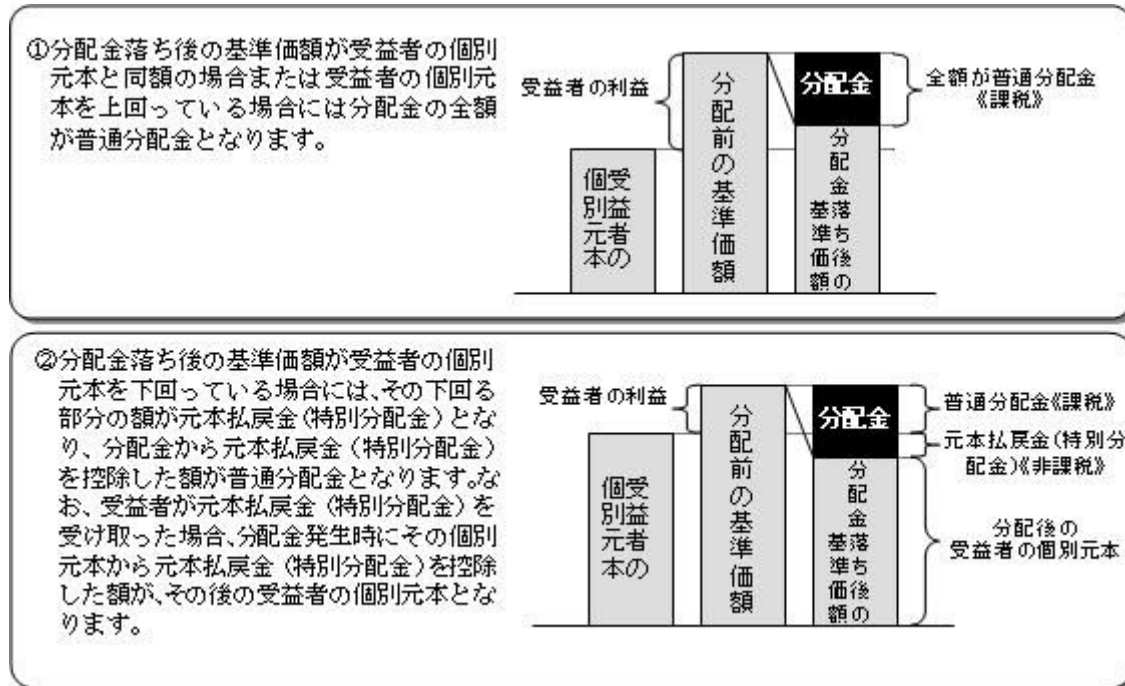 ①分配金落ち後の基準価額が受益者の個別
元本と同額の場合または受益者の個別元
本を上回っている場合には分配金の全額
が普通分配金となります。
受益者の利益
受益者の
個別元本
分配前の基準価額
分配金
分配金落ち後の
基準価額
全額が普通分配金
《課税》
②分配金落ち後の基準価額が受益者の個別
元本を下回っている場合には、その下回る
部分の額が元本払戻金(特別分配金)とな
り、分配金から元本払戻金(特別分配金)
を控除した額が普通分配金となります。な
お、受益者が元本払戻金(特別分配金)を
受け取った場合、分配金発生時にその個別
元本から元本払戻金(特別分配金)を控除
した額が、その後の受益者の個別元本とな
ります。
受益者の利益
受益者の
個別元本
分配前の基準価額
分配金
分配金落ち後の
基準価額
普通分配金《課税》
元本払戻金(特別分
配金)《非課税》
分配後の
受益者の個別元本